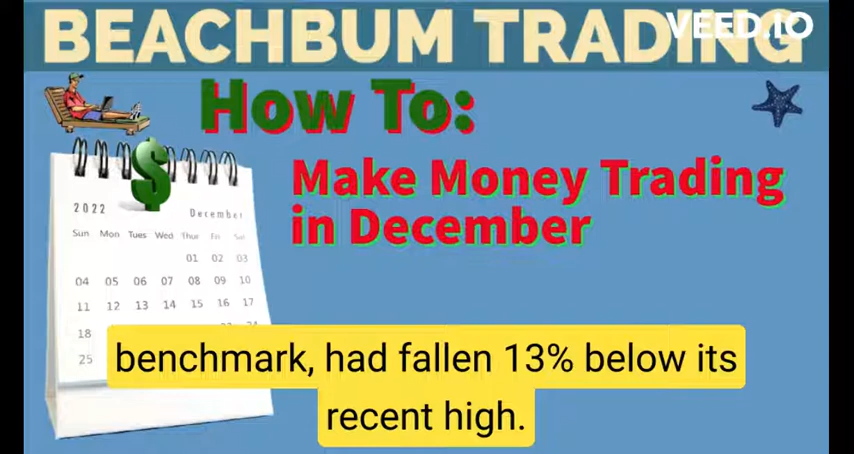 BEACHBUM TRADING
VEED.IO
How To:
Make Money Trading
in December
$
2022 December
Sun Mon Tues Wed Thur Fri Sat
01 02 03
04 05 06 07 08 09 10
11 12 13 14 15 16 17
18
25
benchmark, had fallen 13% below its
recent high.